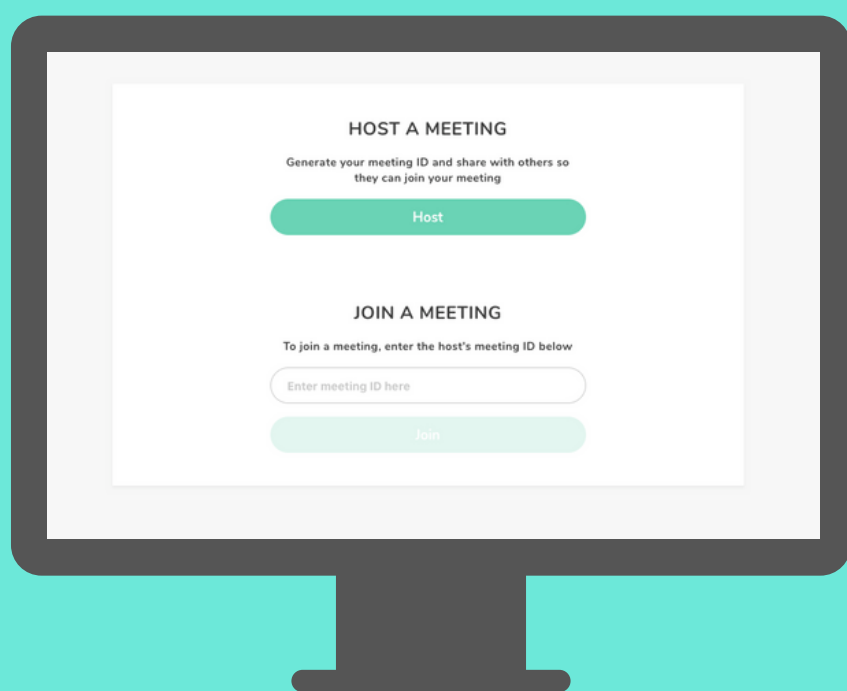 HOST A MEETING
Generate your meeting ID and share with others so
they can join your meeting
Host
JOIN A MEETING
To join a meeting, enter the host's meeting ID below
Enter meeting ID here
Join